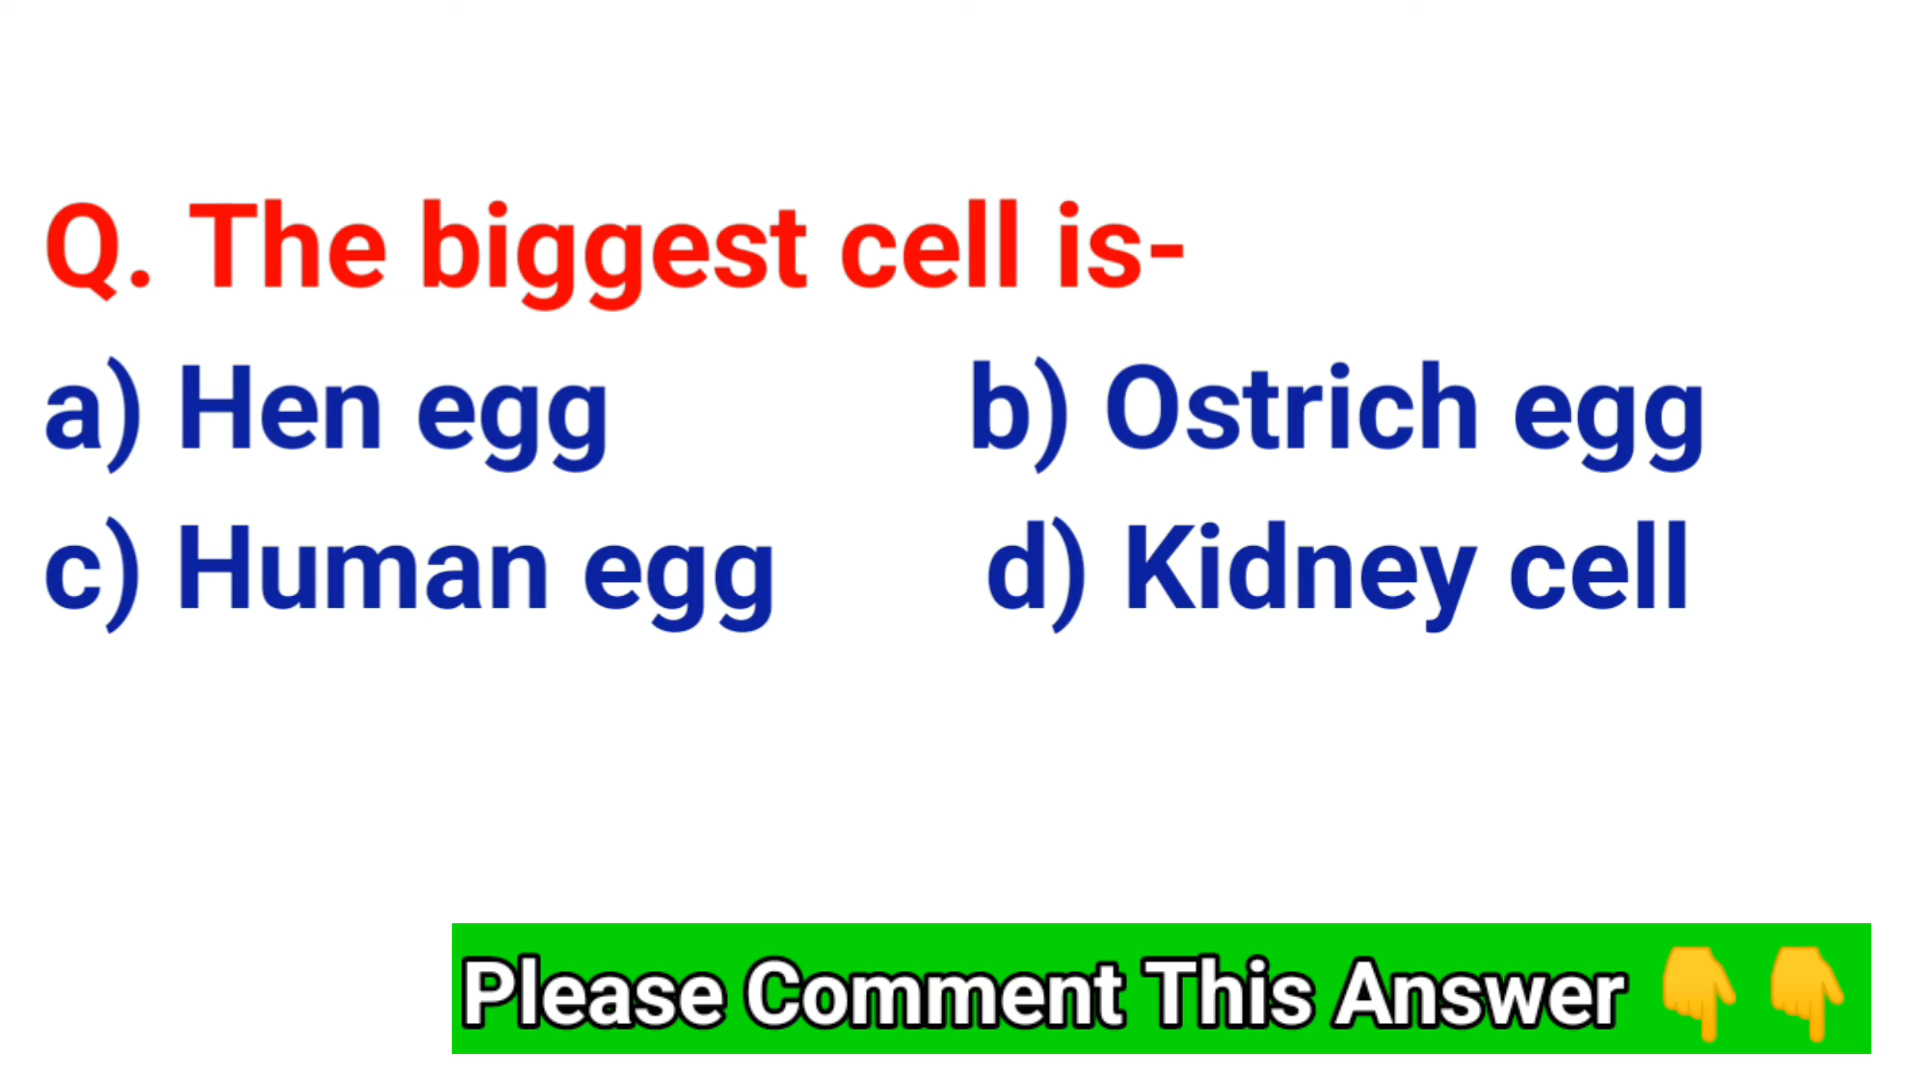 Q. The biggest cell is-
a) Hen egg b) Ostrich egg
c) Human egg d) Kidney cell
Please Comment This Answer 👇👇